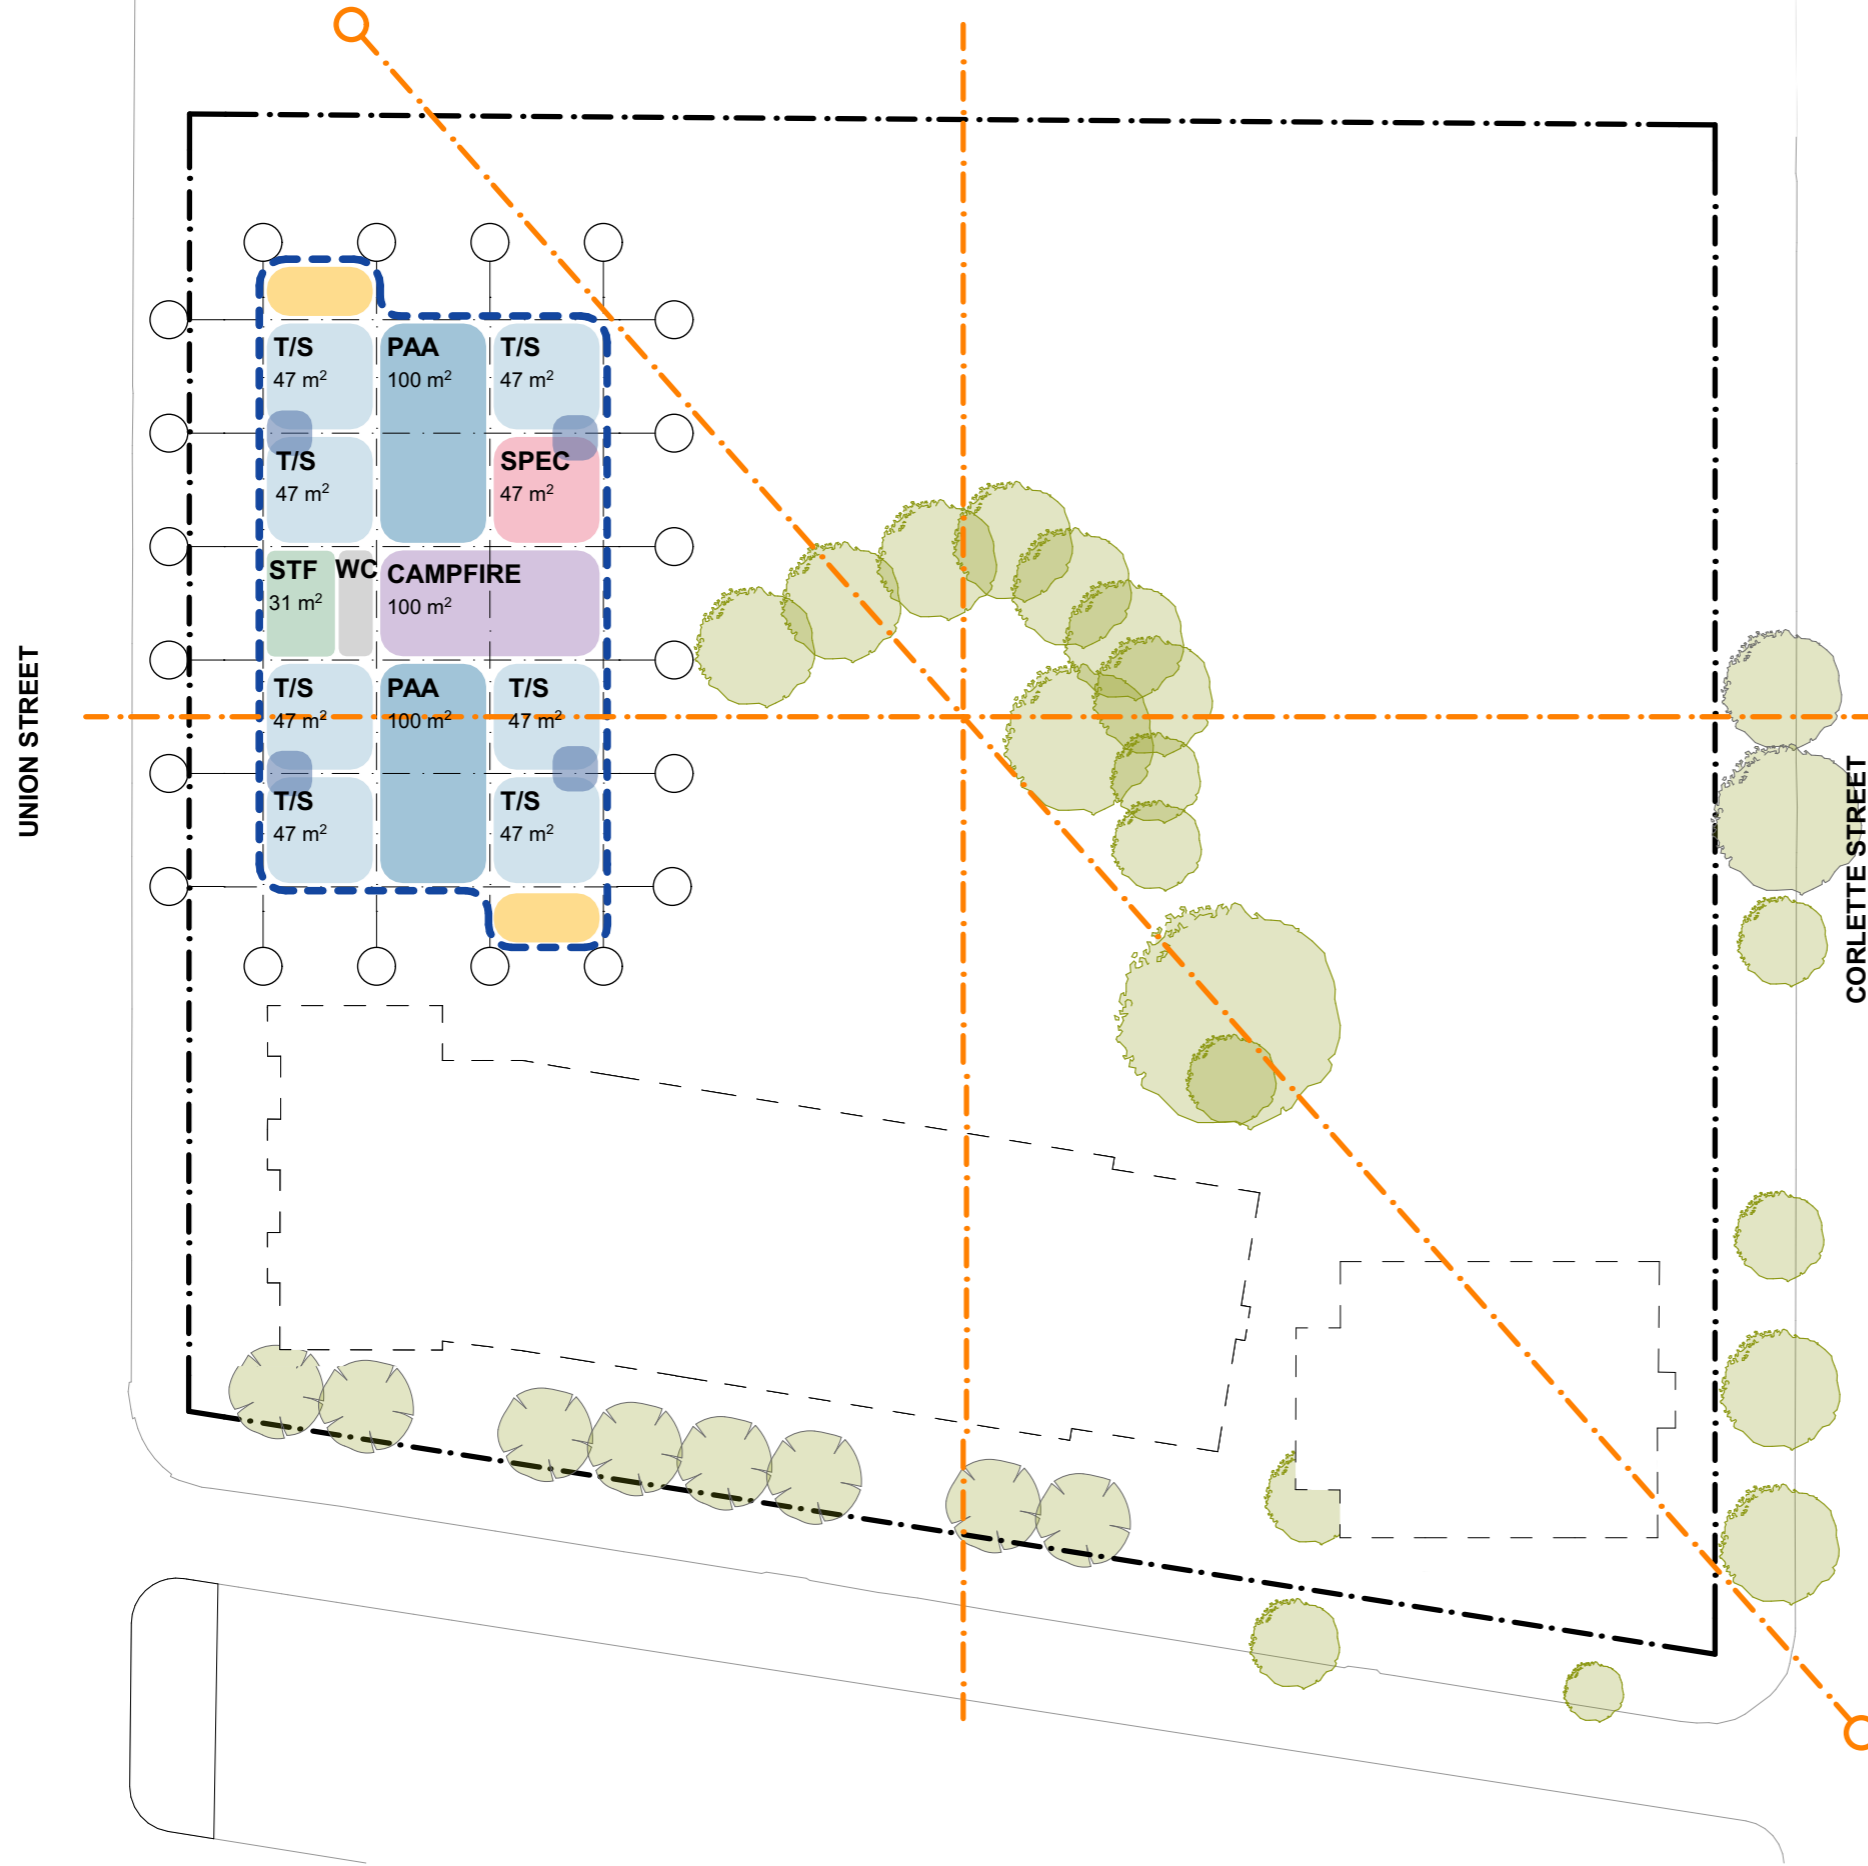 T/S
47 m²
PAA
100 m²
T/S
47 m²
T/S
47 m²
SPEC
47 m²
STF
31 m²
WC
CAMPFIRE
100 m²
T/S
47 m²
PAA
100 m²
T/S
47 m²
T/S
47 m²
T/S
47 m²
UNION STREET
CORLETTE STREET